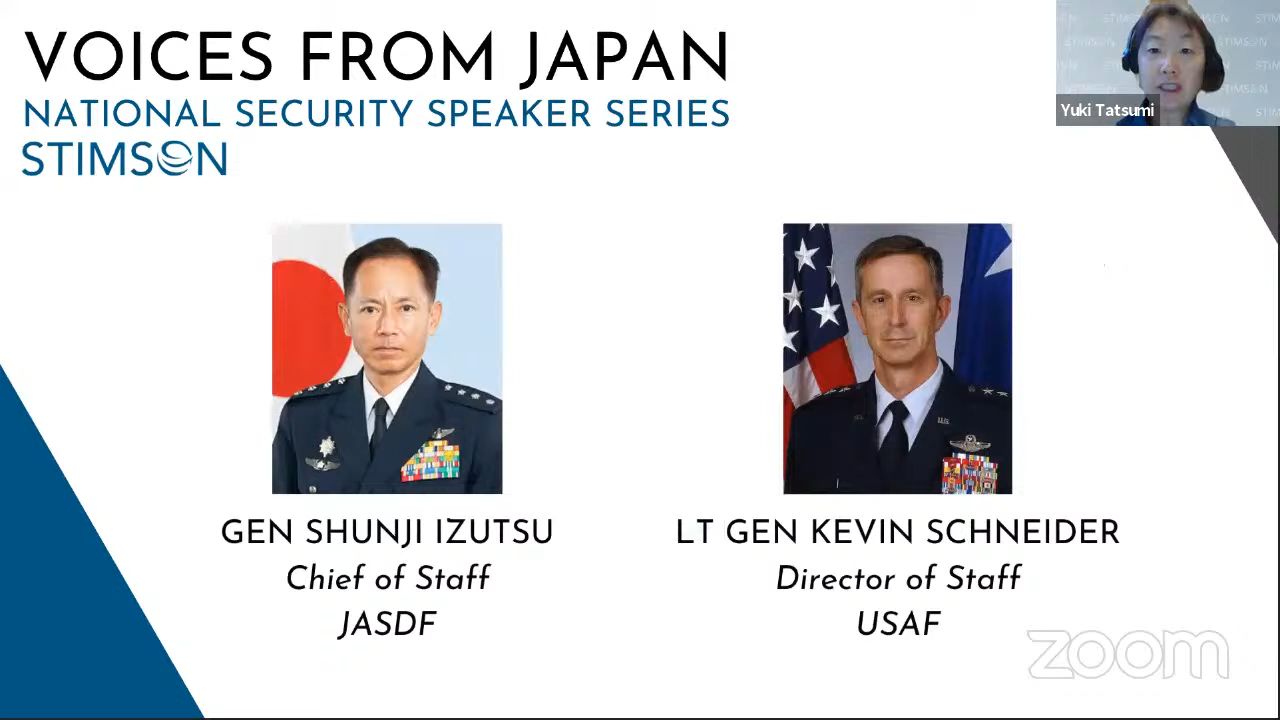 VOICES FROM JAPAN
NATIONAL SECURITY SPEAKER SERIES
STIMSON
Yuki Tatsumi
GEN SHUNJI IZUTSU
Chief of Staff
JASDF
LT GEN KEVIN SCHNEIDER
Director of Staff
USAF
zoom